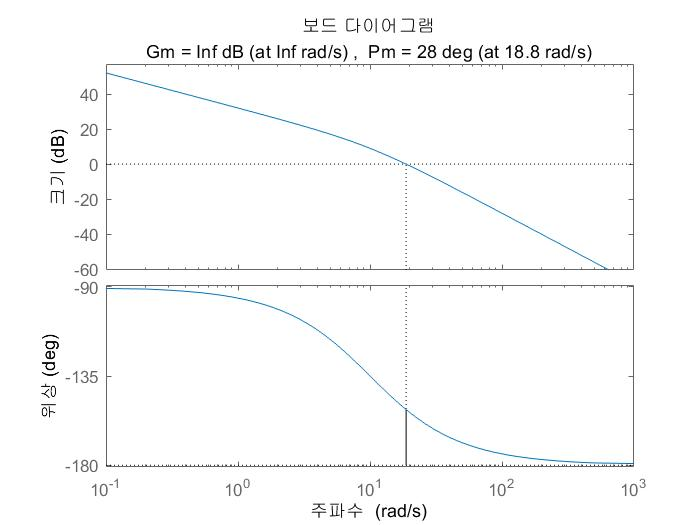 보드 다이어그램
Gm = Inf dB (at Inf rad/s) ,  Pm = 28 deg (at 18.8 rad/s)
크기 (dB)
40
20
0
-20
-40
-60
위상 (deg)
-90
-135
-180
10^-1
10^0
10^1
10^2
10^3
주파수  (rad/s)